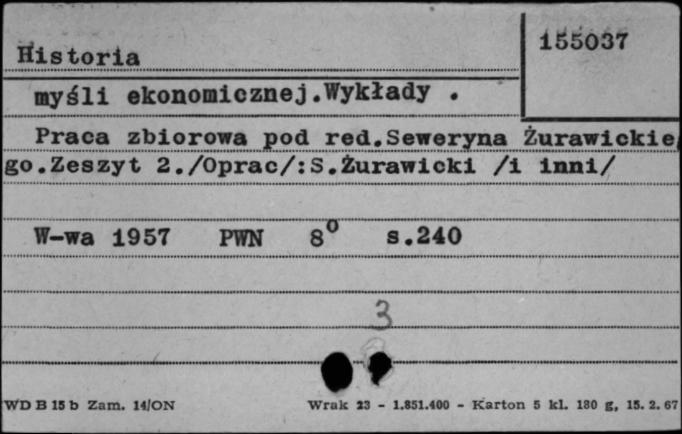 155037
Historia
myśli ekonomicznej.Wykłady .
Praca zbiorowa pod red.Seweryna Żurawickie
go.Zeszyt 2./Oprac/:S.Żurawicki /i inni/
W-wa 1957 PWN 8º s.240
3
WD B 15 b Zam. 14/ON Wrak 23 - 1.851.400 - Karton 5 kl. 180 g, 15. 2. 67